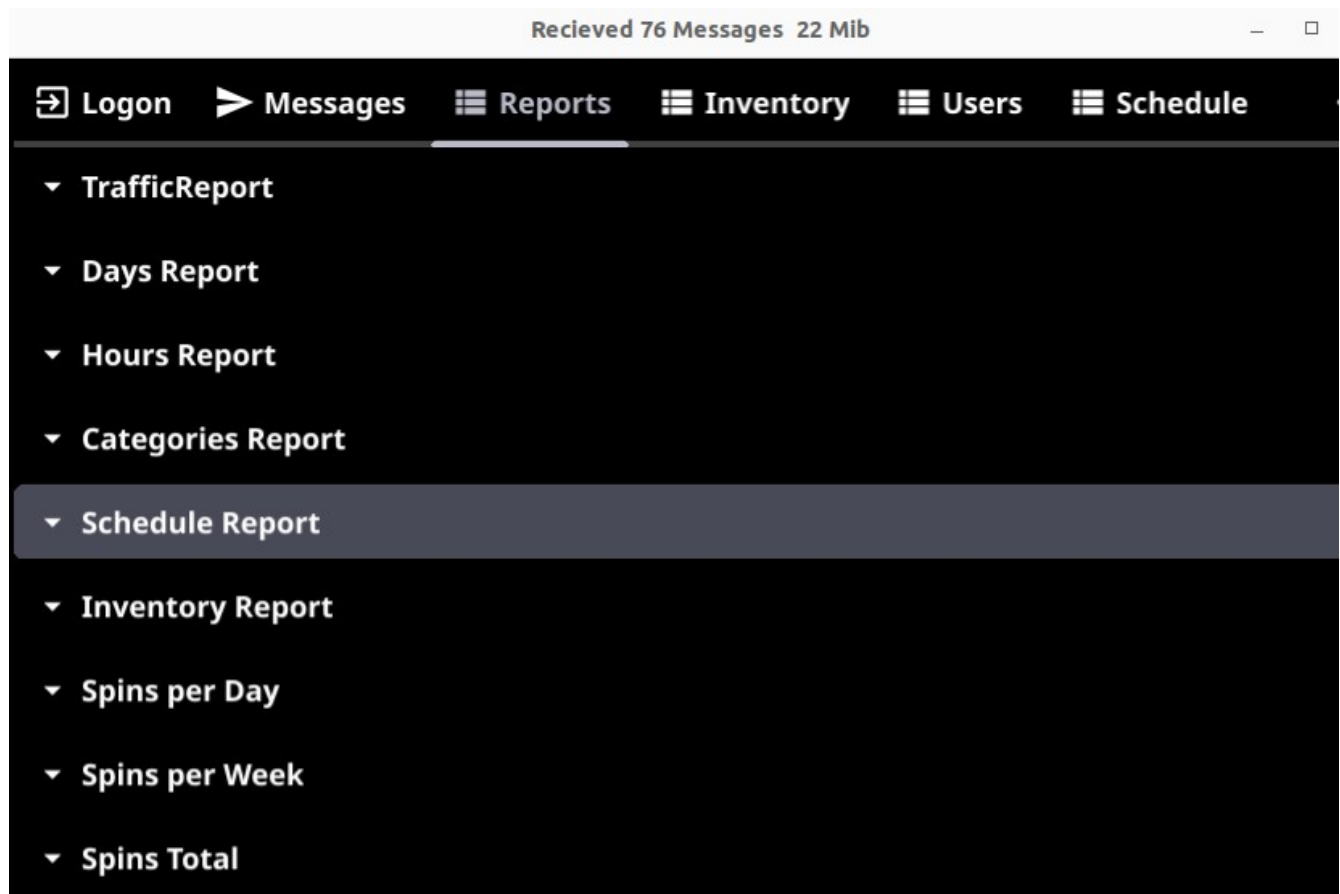 Recieved 76 Messages 22 Mib
Logon Messages Reports Inventory Users Schedule
TrafficReport
Days Report
Hours Report
Categories Report
Schedule Report
Inventory Report
Spins per Day
Spins per Week
Spins Total